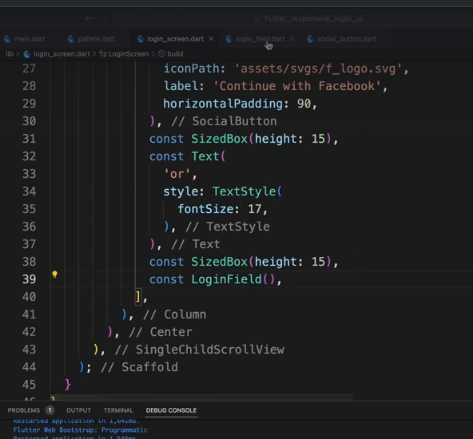 flutter_responsive_login_ui
main.dart pallete.dart login_screen.dart × login_field.dart × social_button.dart
lib > login_screen.dart > LoginScreen > build
27 iconPath: 'assets/svgs/f_logo.svg',
28 label: 'Continue with Facebook',
29 horizontalPadding: 90,
30 ), // SocialButton
31 const SizedBox(height: 15),
32 const Text(
33 'or',
34 style: TextStyle(
35 fontSize: 17,
36 ), // TextStyle
37 ), // Text
38 const SizedBox(height: 15),
39 const LoginField(),
40 ],
41 ), // Column
42 ), // Center
43 ), // SingleChildScrollView
44 ); // Scaffold
45 }
PROBLEMS 1 OUTPUT TERMINAL DEBUG CONSOLE
Restarted application in 1,041ms.
Flutter Web Bootstrap: Programmatic
Restarted application in